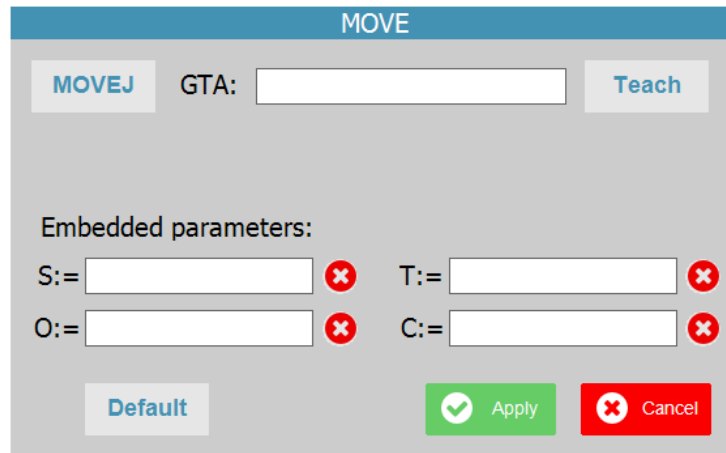 MOVE
MOVEJ GTA: Teach
Embedded parameters:
S:= T:=
O:= C:=
Default Apply Cancel